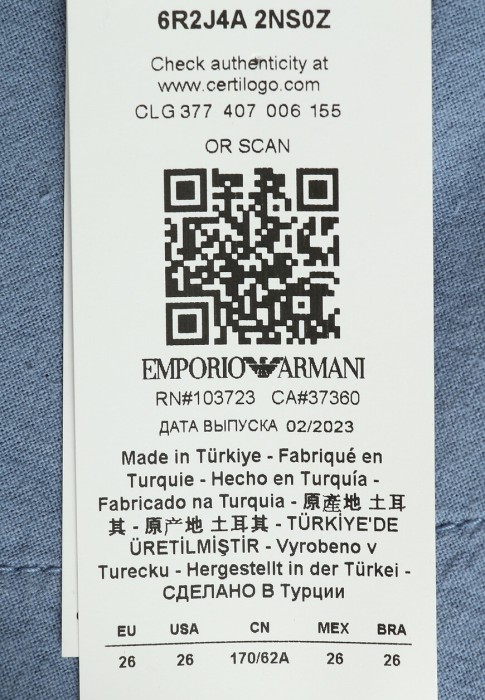 6R2J4A 2NS0Z
Check authenticity at
www.certilogo.com
CLG 377 407 006 155
OR SCAN
EMPORIO ARMANI
RN#103723 CA#37360
ДАТА ВЫПУСКА 02/2023
Made in Türkiye - Fabriqué en
Turquie - Hecho en Turquía -
Fabricado na Turquia - 原產地 土耳
其 - 原产地 土耳其 - TÜRKİYE'DE
ÜRETİLMİŞTİR - Vyrobeno v
Turecku - Hergestellt in der Türkei -
СДЕЛАНО В Турции
EU USA CN MEX BRA
26 26 170/62A 26 26